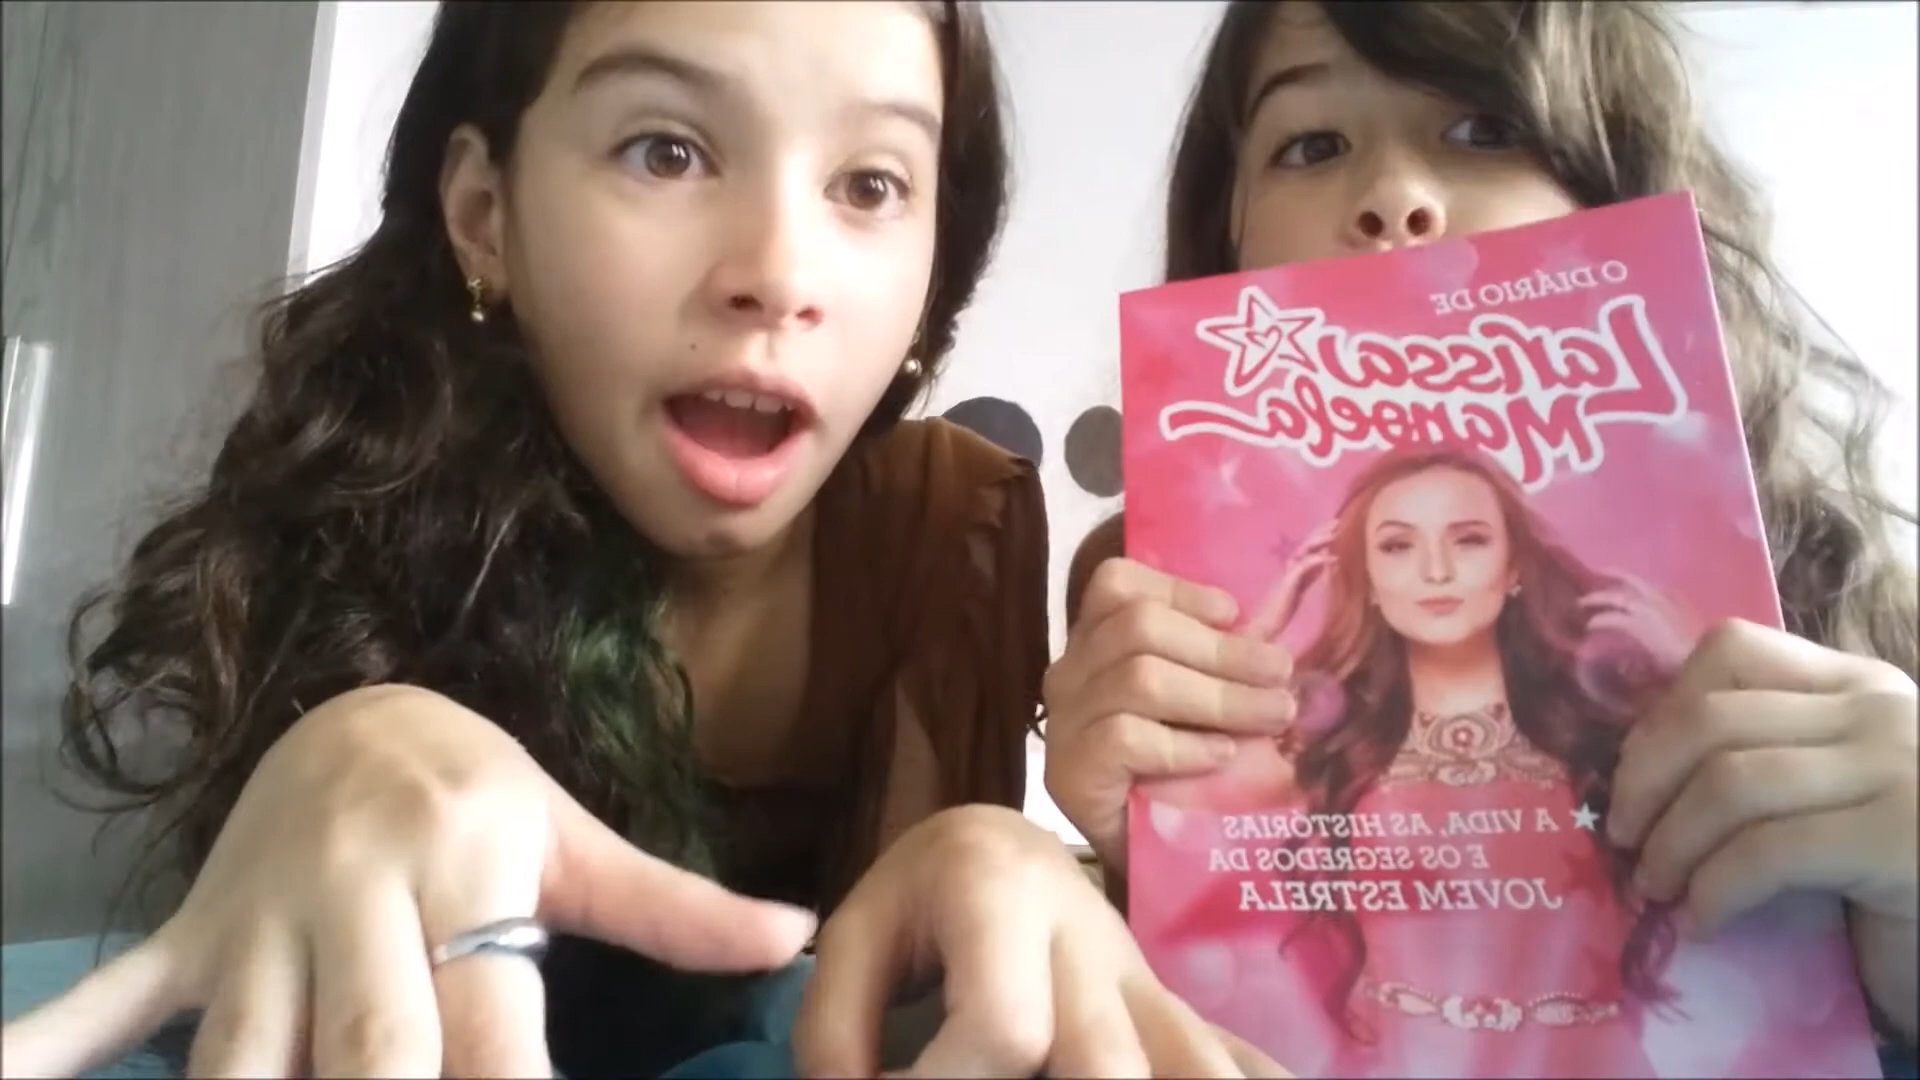 O DIÁRIO DE
Larissa
Manoela
A VIDA, AS HISTÓRIAS
E OS SEGREDOS DA
JOVEM ESTRELA